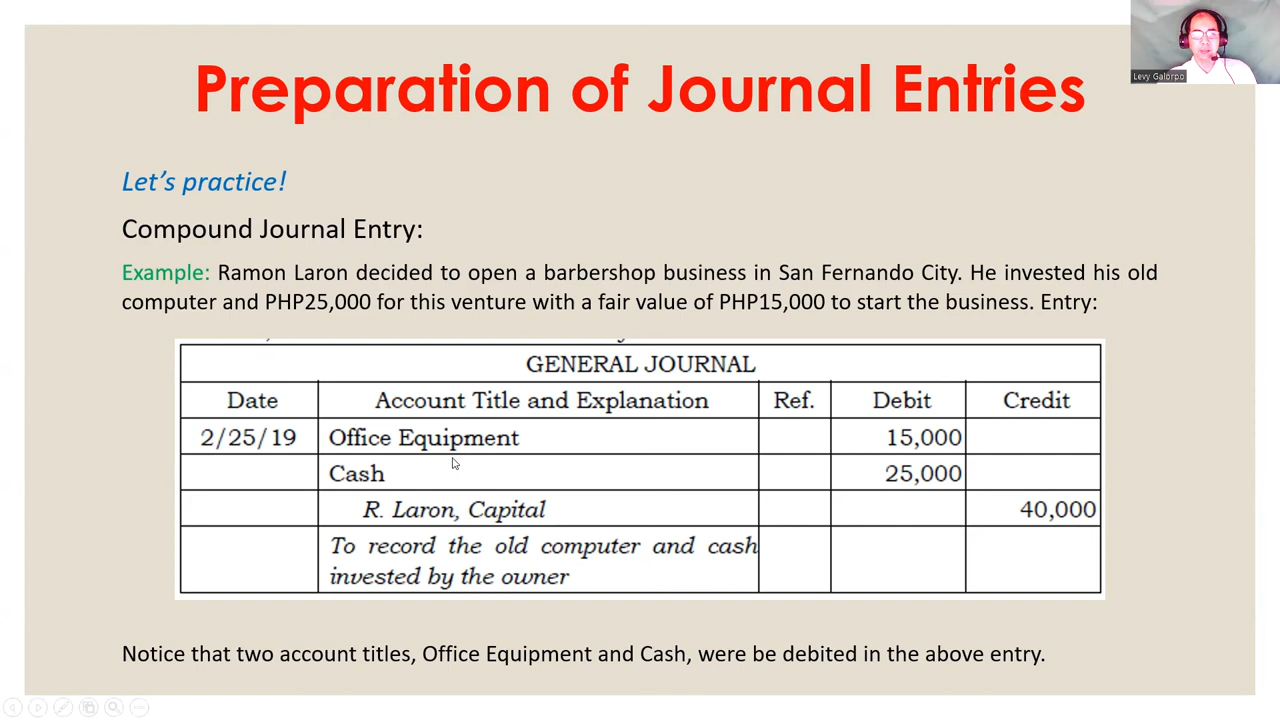 Levy Galorpo
Preparation of Journal Entries
Let's practice!
Compound Journal Entry:
Example: Ramon Laron decided to open a barbershop business in San Fernando City. He invested his old
computer and PHP25,000 for this venture with a fair value of PHP15,000 to start the business. Entry:
GENERAL JOURNAL
Date Account Title and Explanation Ref. Debit Credit
2/25/19 Office Equipment 15,000
Cash 25,000
R. Laron, Capital 40,000
To record the old computer and cash
invested by the owner
Notice that two account titles, Office Equipment and Cash, were be debited in the above entry.